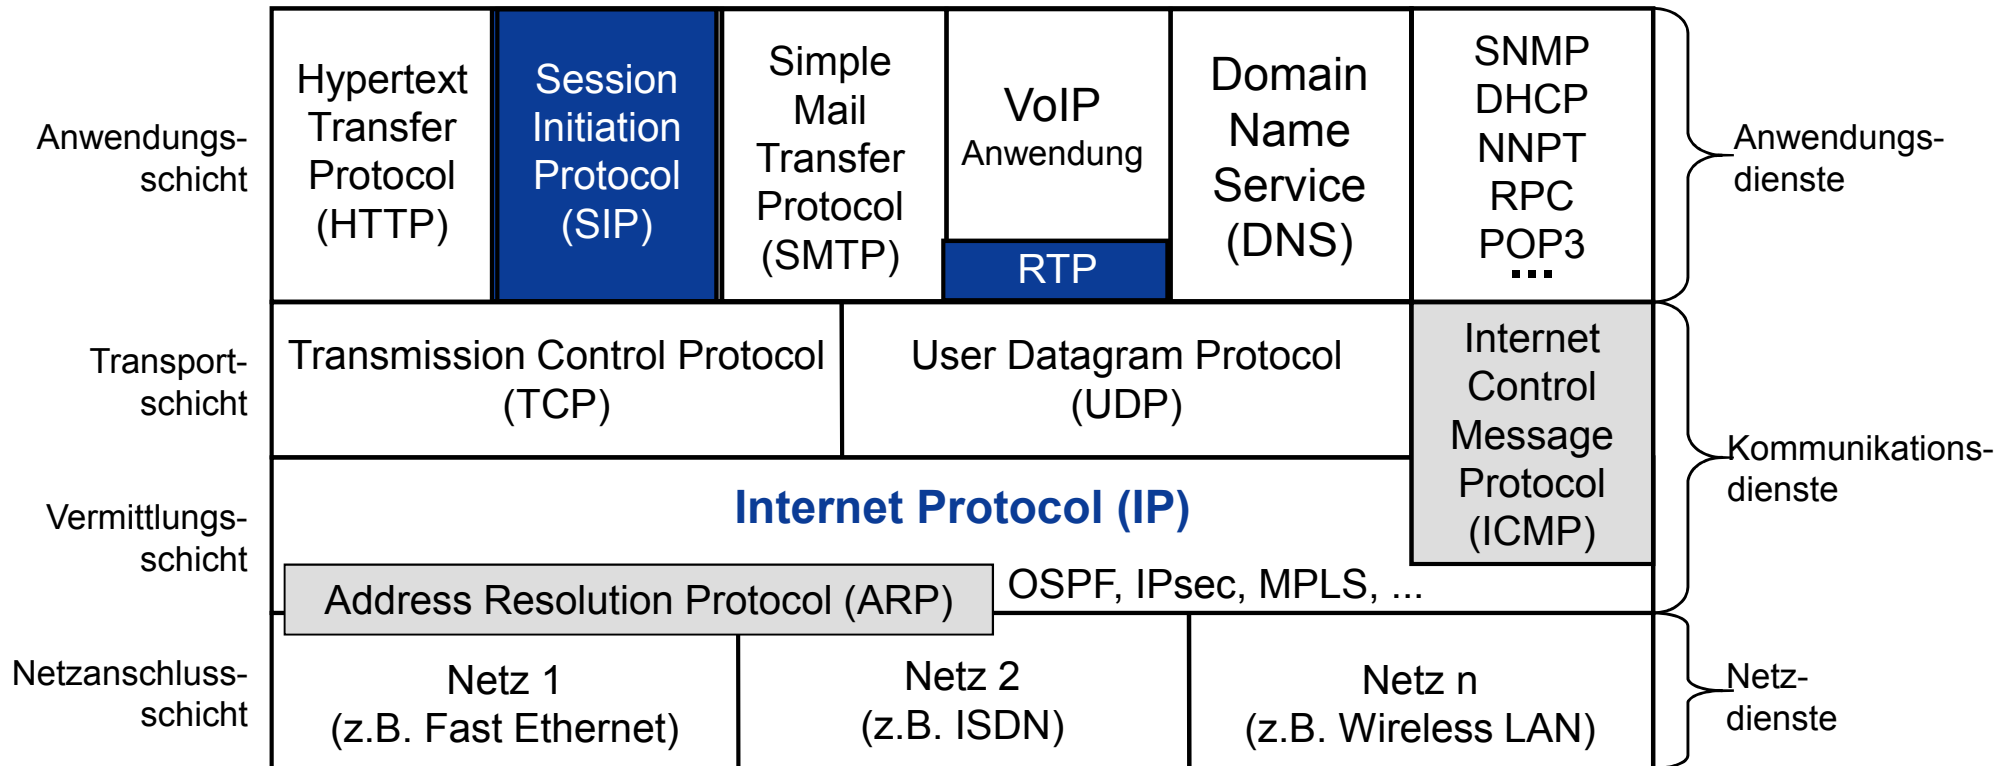 Anwendungs-
schicht
Hypertext
Transfer
Protocol
(HTTP)
Session
Initiation
Protocol
(SIP)
Simple
Mail
Transfer
Protocol
(SMTP)
VoIP
Anwendung
RTP
Domain
Name
Service
(DNS)
SNMP
DHCP
NNPT
RPC
POP3
...
Anwendungs-
dienste
Transport-
schicht
Transmission Control Protocol
(TCP)
User Datagram Protocol
(UDP)
Internet
Control
Message
Protocol
(ICMP)
Kommunikations-
dienste
Vermittlungs-
schicht
Internet Protocol (IP)
Address Resolution Protocol (ARP)
OSPF, IPsec, MPLS, ...
Netzanschluss-
schicht
Netz 1
(z.B. Fast Ethernet)
Netz 2
(z.B. ISDN)
Netz n
(z.B. Wireless LAN)
Netz-
dienste